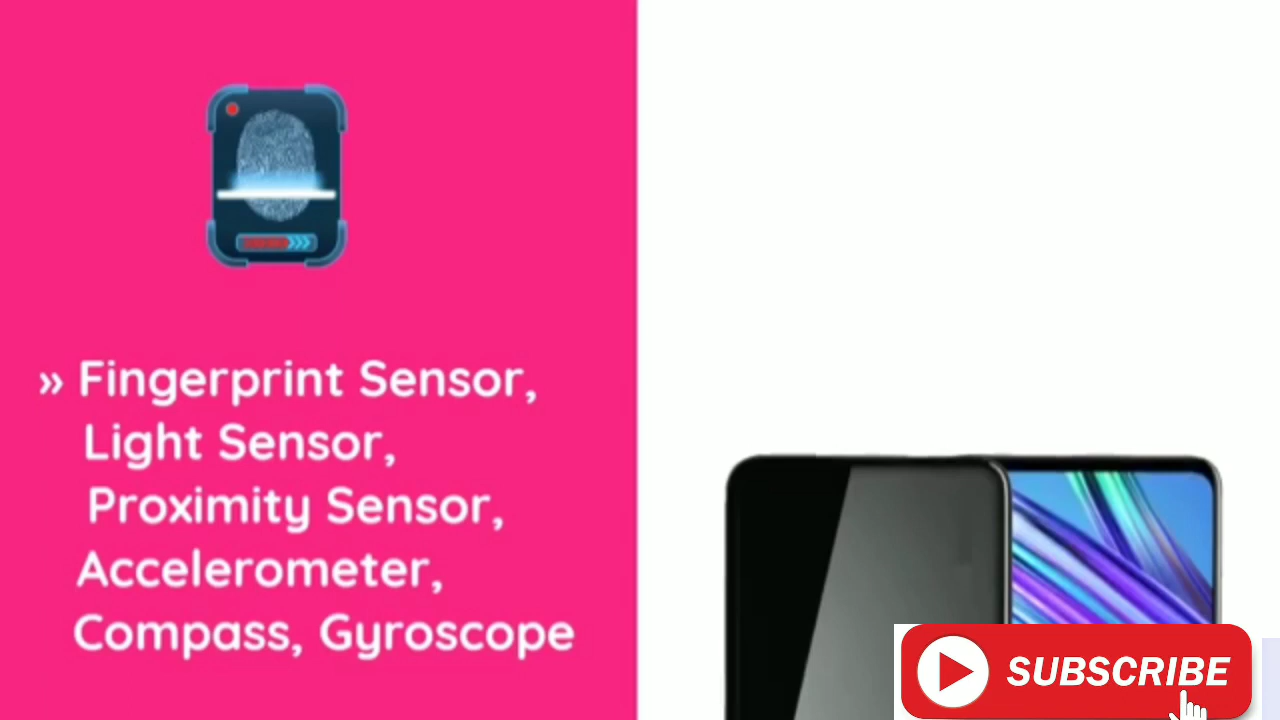 » Fingerprint Sensor,
Light Sensor,
Proximity Sensor,
Accelerometer,
Compass, Gyroscope
SUBSCRIBE